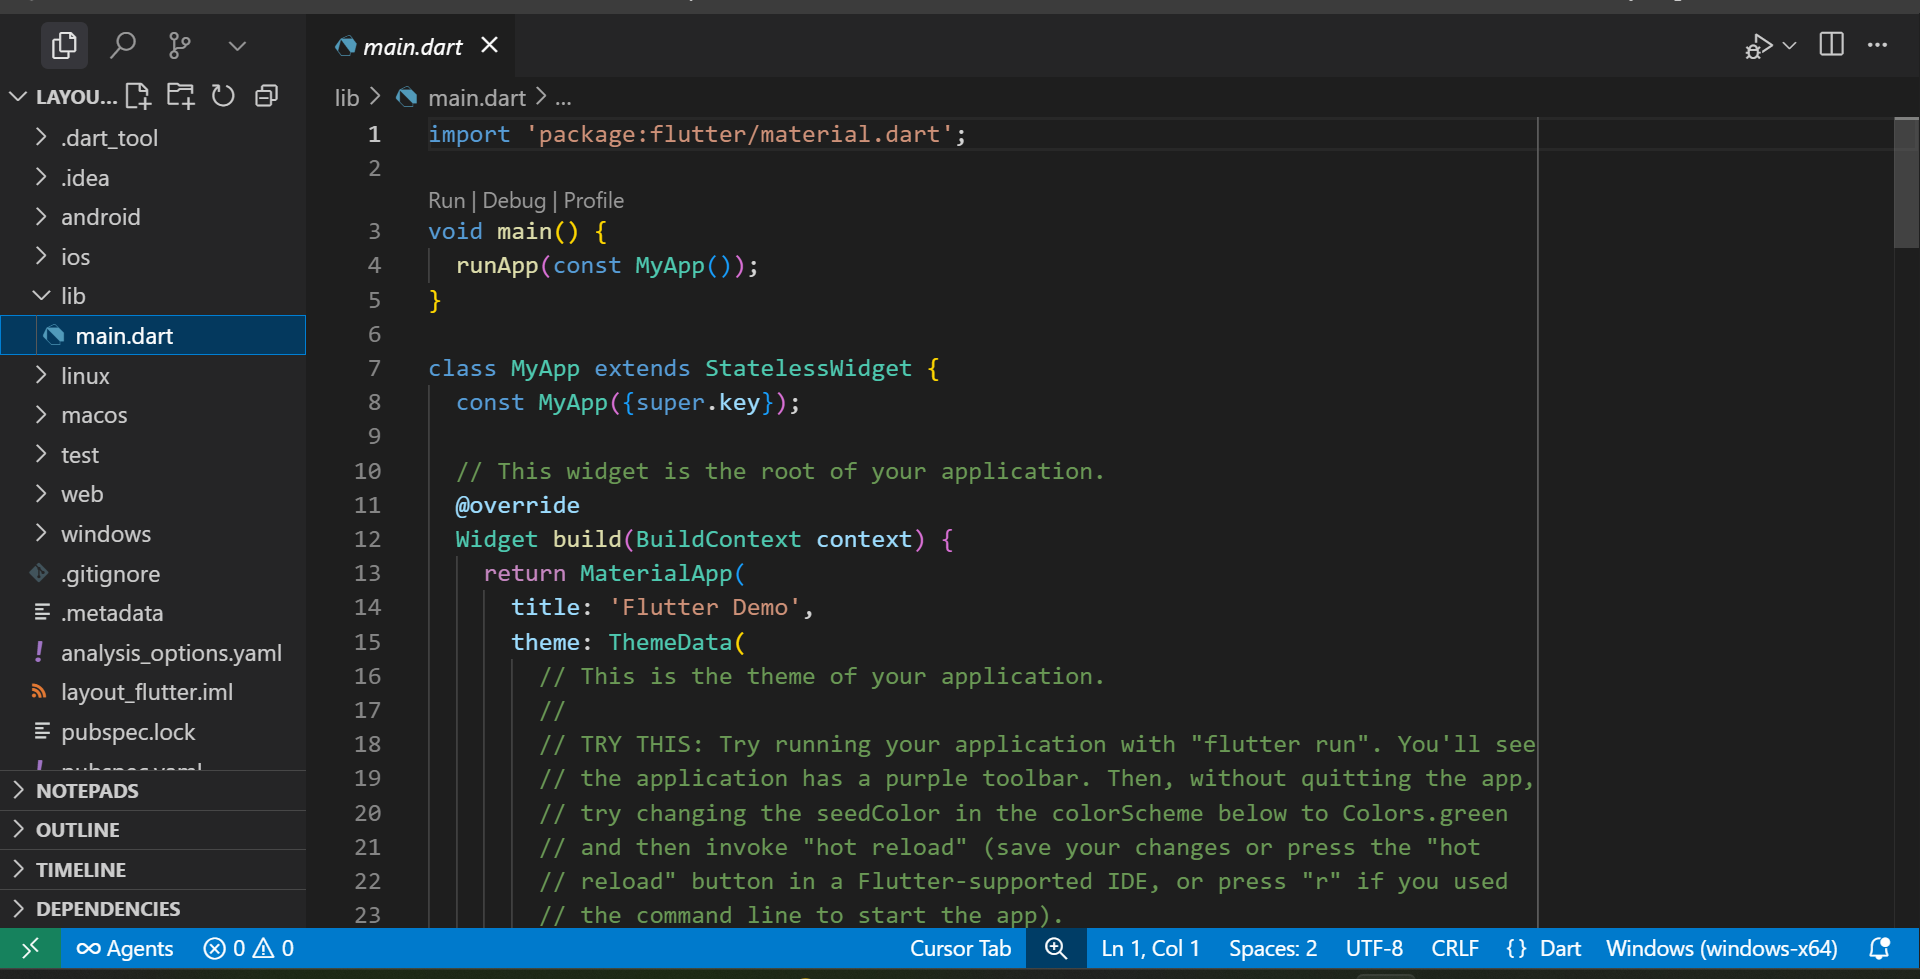 main.dart
LAYOU...
.dart_tool
.idea
android
ios
lib
main.dart
linux
macos
test
web
windows
.gitignore
.metadata
analysis_options.yaml
layout_flutter.iml
pubspec.lock
pubspec.yaml
NOTEPADS
OUTLINE
TIMELINE
DEPENDENCIES
lib > main.dart > ...
1 import 'package:flutter/material.dart';
2
Run | Debug | Profile
3 void main() {
4 runApp(const MyApp());
5 }
6
7 class MyApp extends StatelessWidget {
8 const MyApp({super.key});
9
10 // This widget is the root of your application.
11 @override
12 Widget build(BuildContext context) {
13 return MaterialApp(
14 title: 'Flutter Demo',
15 theme: ThemeData(
16 // This is the theme of your application.
17 //
18 // TRY THIS: Try running your application with "flutter run". You'll see
19 // the application has a purple toolbar. Then, without quitting the app,
20 // try changing the seedColor in the colorScheme below to Colors.green
21 // and then invoke "hot reload" (save your changes or press the "hot
22 // reload" button in a Flutter-supported IDE, or press "r" if you used
23 // the command line to start the app).
Agents 0 0 Cursor Tab Ln 1, Col 1 Spaces: 2 UTF-8 CRLF {} Dart Windows (windows-x64)